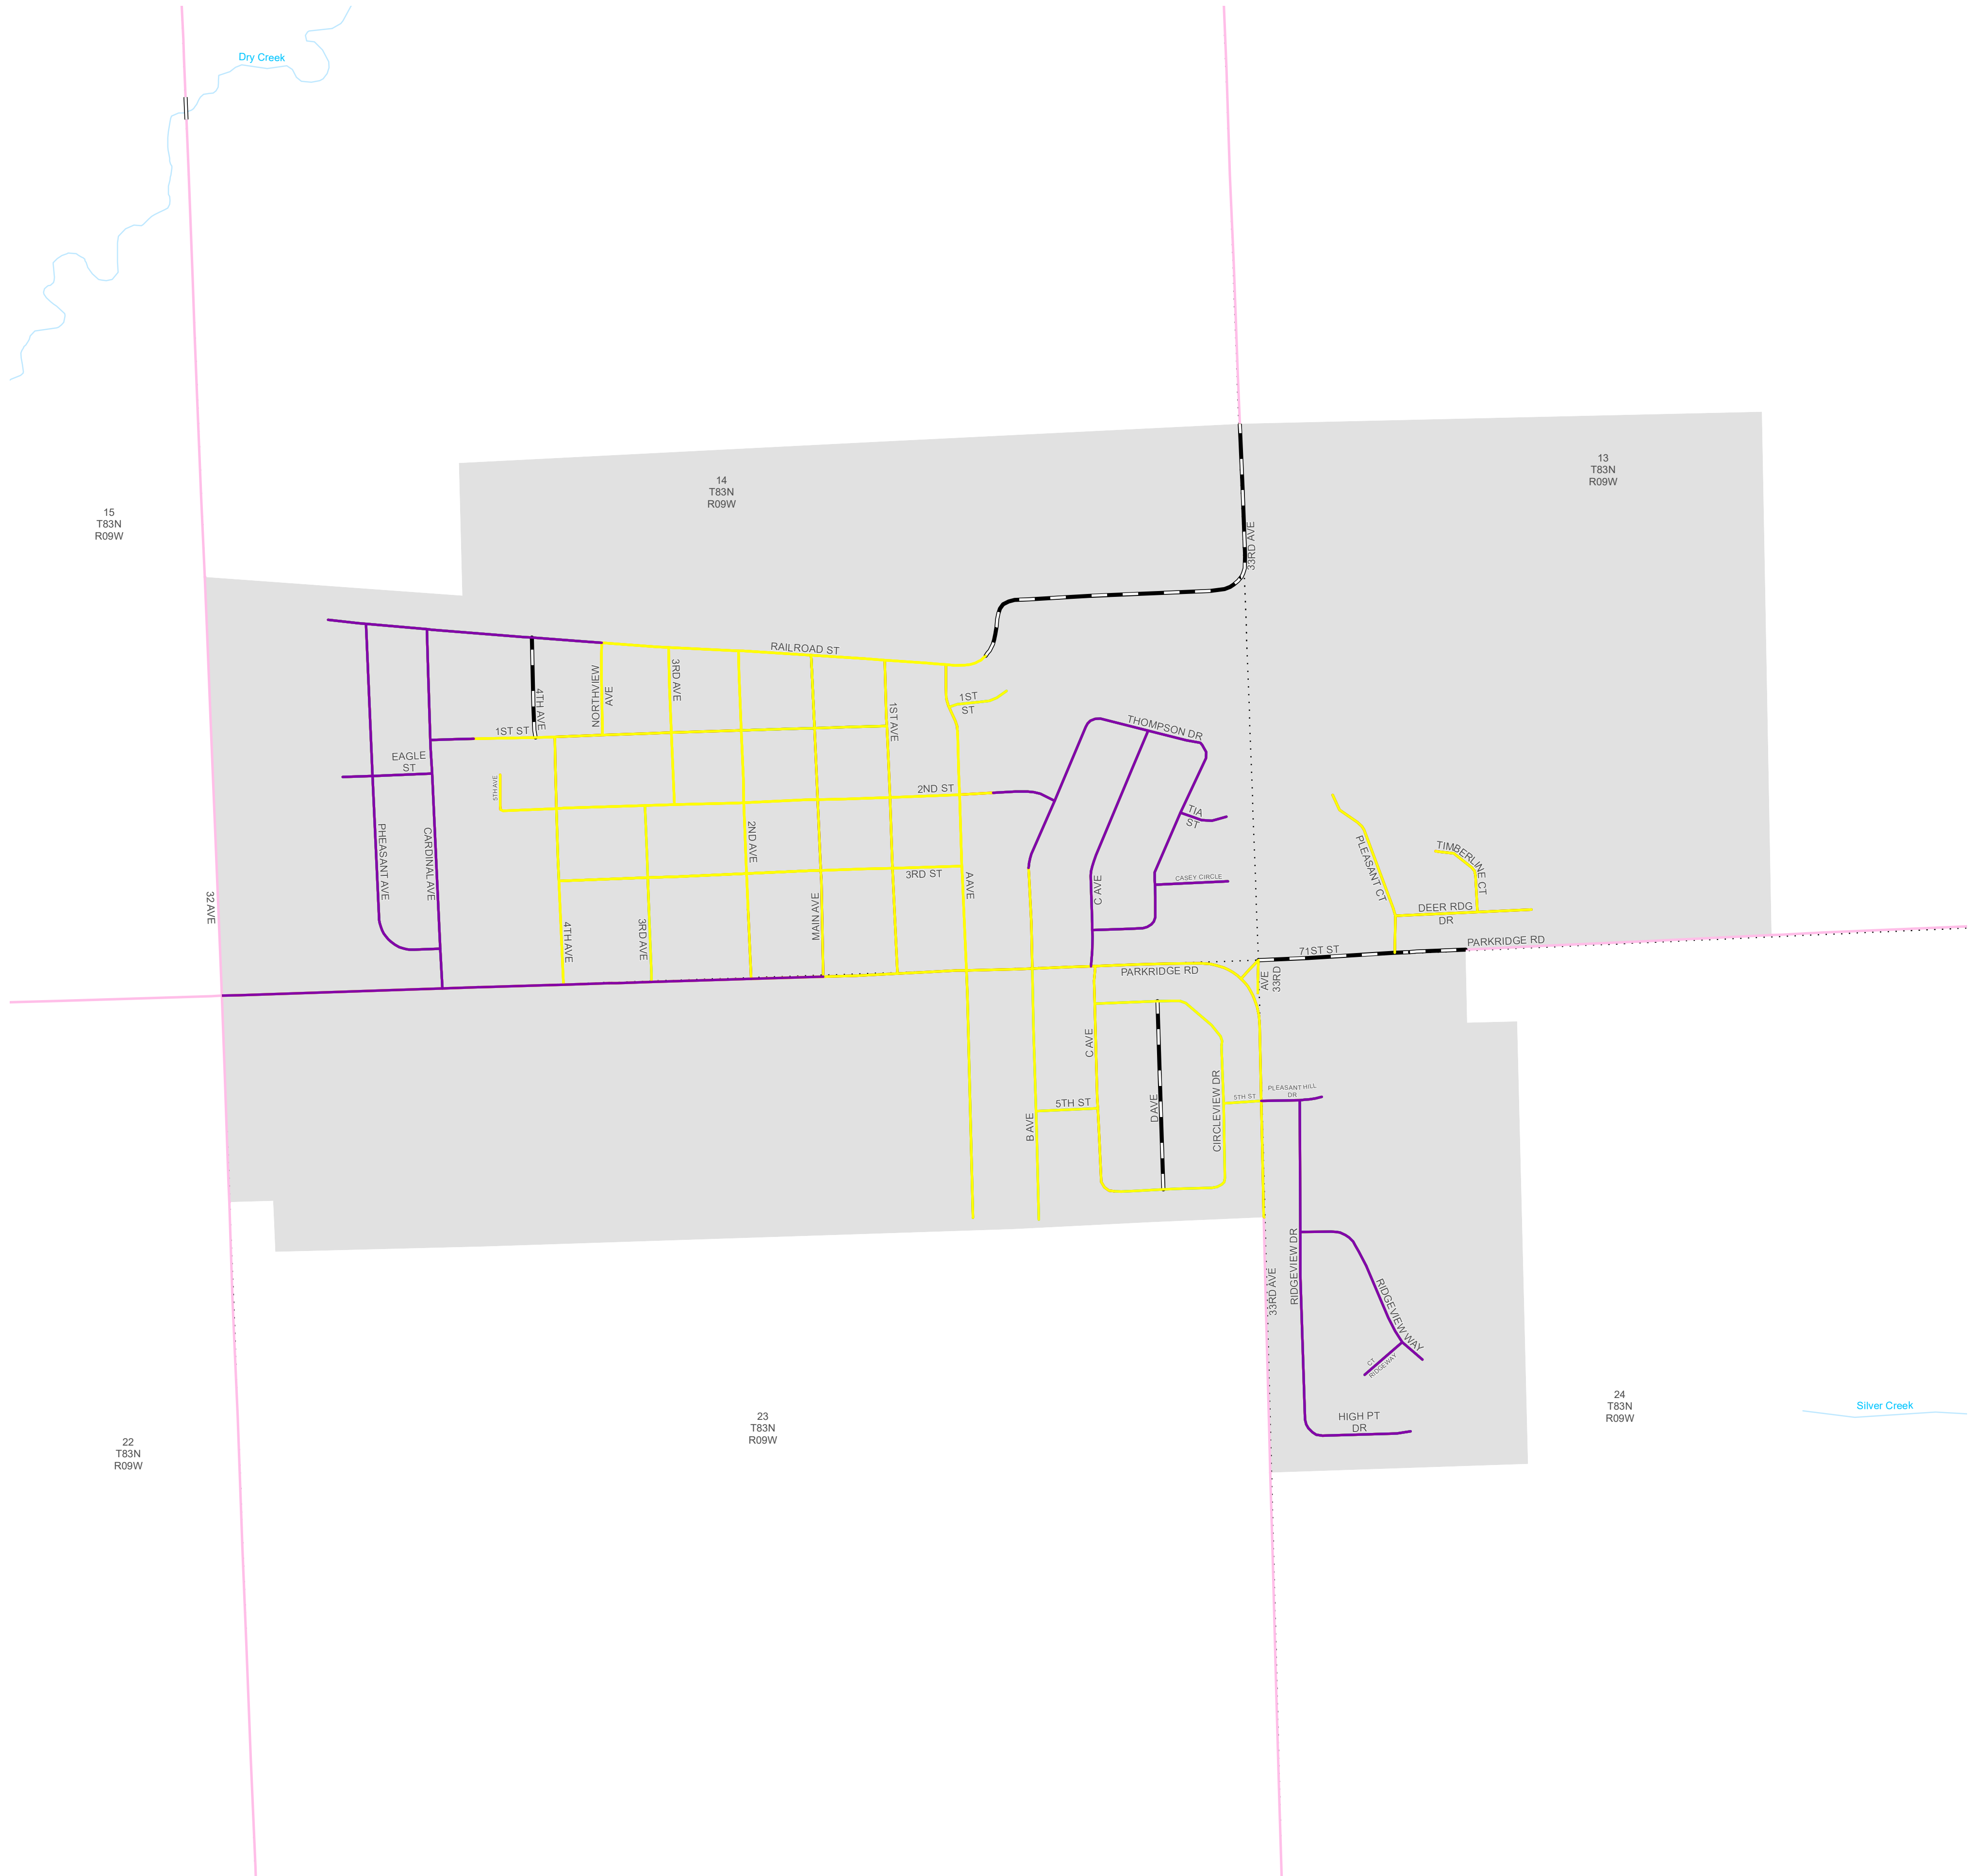 Dry Creek
14
T83N
R09W
13
T83N
R09W
15
T83N
R09W
33RD AVE
RAILROAD ST
NORTHVIEW
AVE
3RD AVE
4TH AVE
1ST AVE
1ST
ST
1ST ST
THOMPSON DR
EAGLE
ST
5TH AVE
2ND ST
TIA
ST
PHEASANT AVE
CARDINAL AVE
2ND AVE
PLEASANT CT
TIMBERLINE CT
3RD ST
A AVE
C AVE
CASEY CIRCLE
32 AVE
MAIN AVE
DEER RDG
DR
4TH AVE
3RD AVE
71ST ST
PARKRIDGE RD
PARKRIDGE RD
AVE
33RD
C AVE
D AVE
CIRCLEVIEW DR
PLEASANT HILL
DR
5TH ST
5TH ST
B AVE
RIDGEVIEW DR
33RD AVE
RIDGEVIEW WAY
CT
RIDGEWAY
HIGH PT
DR
24
T83N
R09W
Silver Creek
23
T83N
R09W
22
T83N
R09W